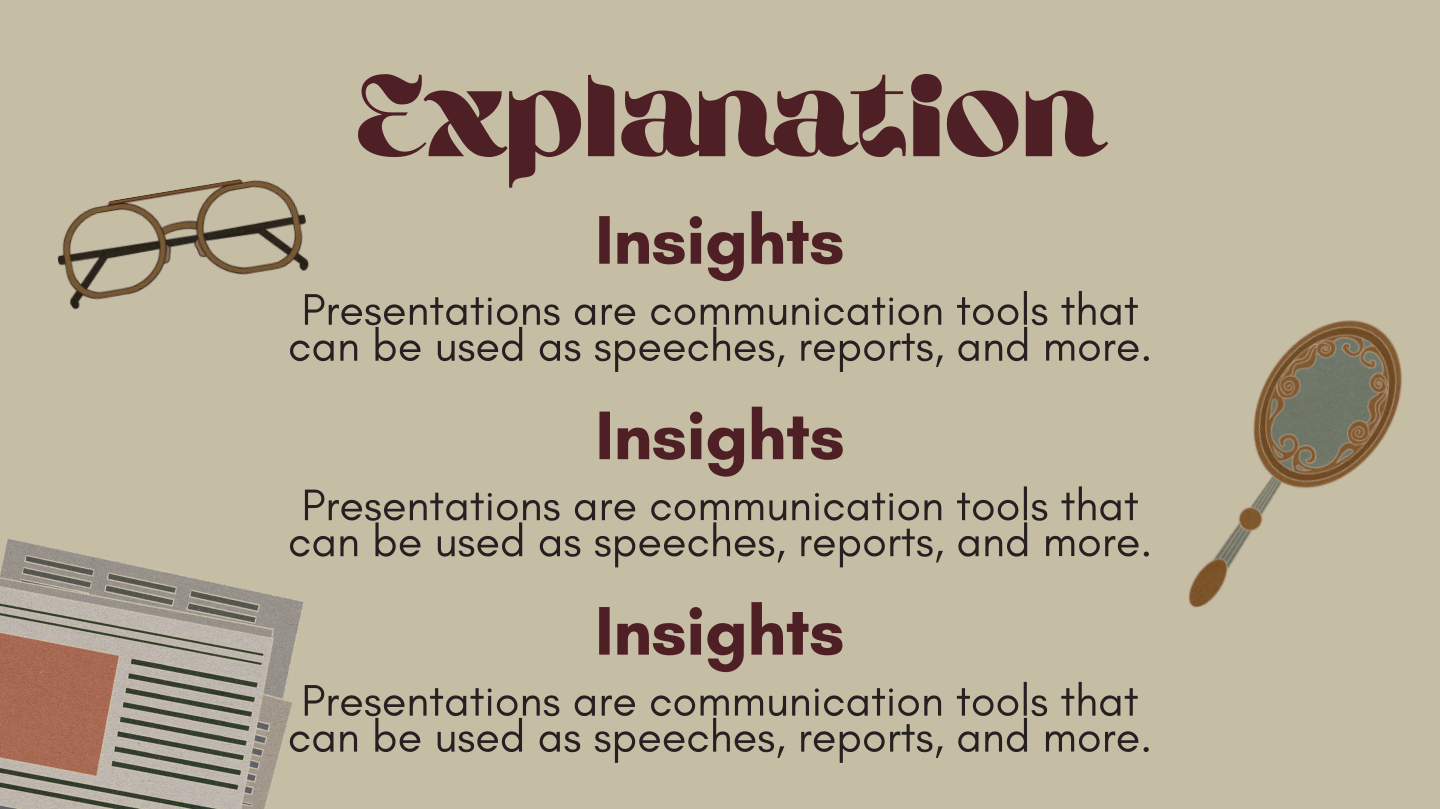 Explanation
Insights
Presentations are communication tools that
can be used as speeches, reports, and more.
Insights
Presentations are communication tools that
can be used as speeches, reports, and more.
Insights
Presentations are communication tools that
can be used as speeches, reports, and more.